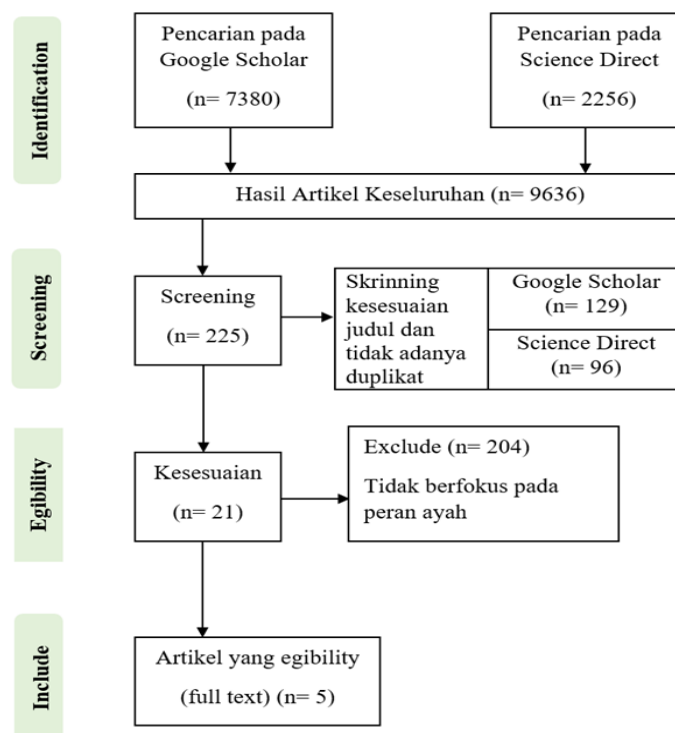 Identification
Pencarian pada
Google Scholar
(n= 7380)
Pencarian pada
Science Direct
(n= 2256)
Hasil Artikel Keseluruhan (n= 9636)
Screening
Screening
(n= 225)
Skrinning
kesesuaian
judul dan
tidak adanya
duplikat
Google Scholar
(n= 129)
Science Direct
(n= 96)
Egibility
Kesesuaian
(n= 21)
Exclude (n= 204)
Tidak berfokus pada
peran ayah
Include
Artikel yang egibility
(full text) (n= 5)